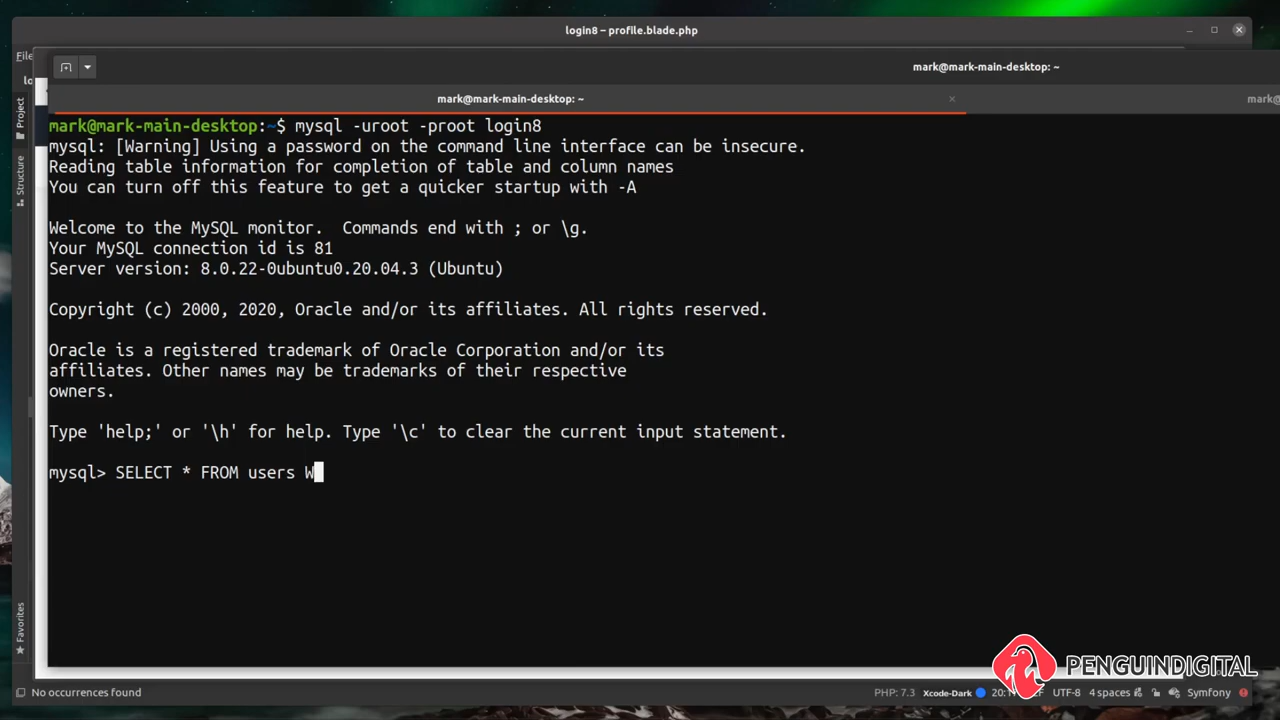 login8 – profile.blade.php
File
mark@mark-main-desktop: ~
mark@mark-main-desktop: ~
mark@
lo
Project
Structure
Favorites
mark@mark-main-desktop:~$ mysql -uroot -proot login8
mysql: [Warning] Using a password on the command line interface can be insecure.
Reading table information for completion of table and column names
You can turn off this feature to get a quicker startup with -A
Welcome to the MySQL monitor.  Commands end with ; or \g.
Your MySQL connection id is 81
Server version: 8.0.22-0ubuntu0.20.04.3 (Ubuntu)
Copyright (c) 2000, 2020, Oracle and/or its affiliates. All rights reserved.
Oracle is a registered trademark of Oracle Corporation and/or its
affiliates. Other names may be trademarks of their respective
owners.
Type 'help;' or '\h' for help. Type '\c' to clear the current input statement.
mysql> SELECT * FROM users W
PENGUINDIGITAL
No occurrences found
PHP: 7.3 Xcode-Dark UTF-8 4 spaces Symfony